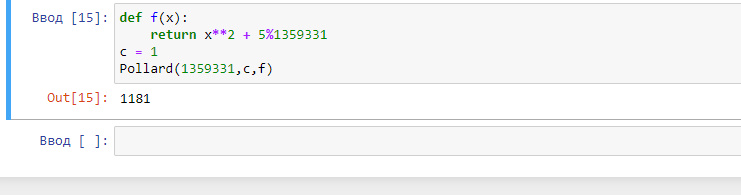 Ввод [15]: def f(x):
    return x**2 + 5%1359331
c = 1
Pollard(1359331,c,f)
Out[15]: 1181
Ввод [ ]: